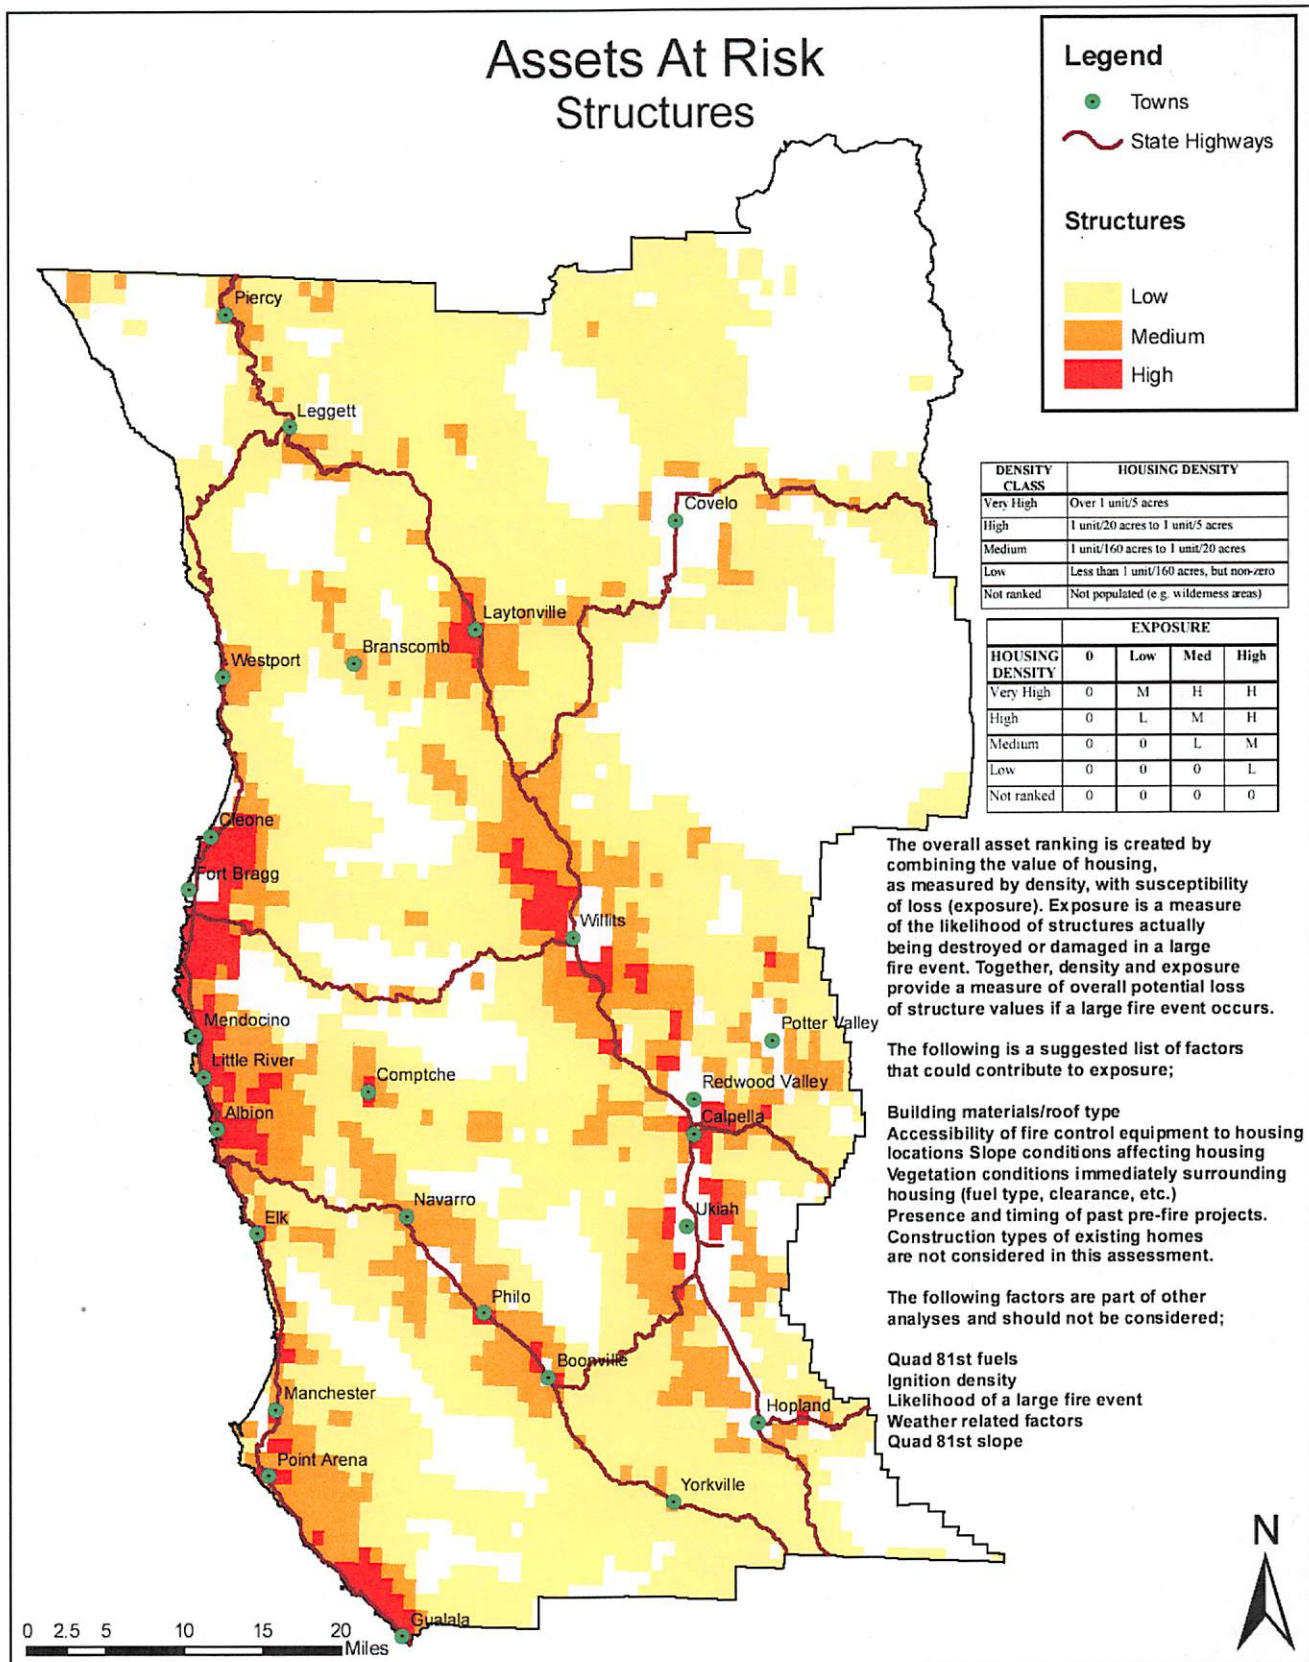 Assets At Risk
Structures
Legend
Towns
State Highways
Structures
Low
Medium
High
Piercy
Leggett
Covelo
Laytonville
Branscomb
Westport
Cleone
Fort Bragg
Willits
Mendocino
Potter Valley
Little River
Comptche
Redwood Valley
Albion
Calpella
Navarro
Elk
Ukiah
Philo
Boonville
Manchester
Hopland
Point Arena
Yorkville
Gualala
DENSITY CLASS HOUSING DENSITY
Very High Over 1 unit/5 acres
High 1 unit/20 acres to 1 unit/5 acres
Medium 1 unit/160 acres to 1 unit/20 acres
Low Less than 1 unit/160 acres, but non-zero
Not ranked Not populated (e.g. wilderness areas)
EXPOSURE
HOUSING DENSITY 0 Low Med High
Very High 0 M H H
High 0 L M H
Medium 0 0 L M
Low 0 0 0 L
Not ranked 0 0 0 0
The overall asset ranking is created by
combining the value of housing,
as measured by density, with susceptibility
of loss (exposure). Exposure is a measure
of the likelihood of structures actually
being destroyed or damaged in a large
fire event. Together, density and exposure
provide a measure of overall potential loss
of structure values if a large fire event occurs.
The following is a suggested list of factors
that could contribute to exposure;
Building materials/roof type
Accessibility of fire control equipment to housing
locations Slope conditions affecting housing
Vegetation conditions immediately surrounding
housing (fuel type, clearance, etc.)
Presence and timing of past pre-fire projects.
Construction types of existing homes
are not considered in this assessment.
The following factors are part of other
analyses and should not be considered;
Quad 81st fuels
Ignition density
Likelihood of a large fire event
Weather related factors
Quad 81st slope
N
0 2.5 5 10 15 20
Miles